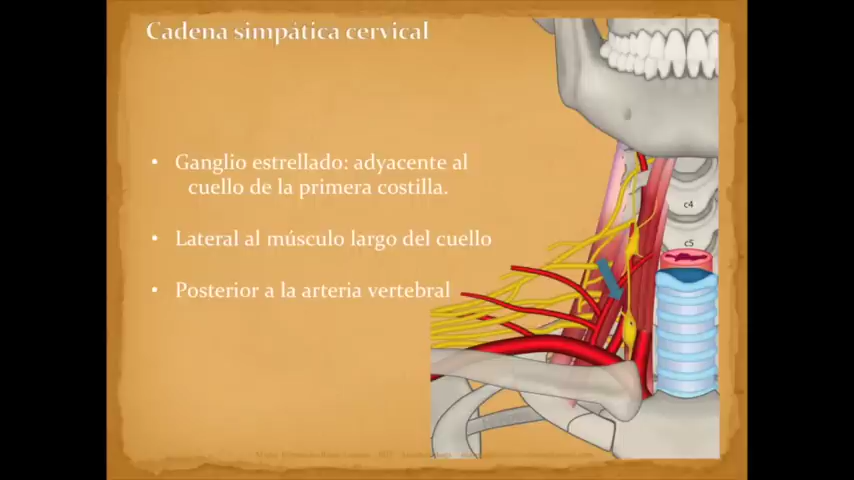 Cadena simpática cervical
• Ganglio estrellado: adyacente al
cuello de la primera costilla.
• Lateral al músculo largo del cuello
• Posterior a la arteria vertebral
c4
c5